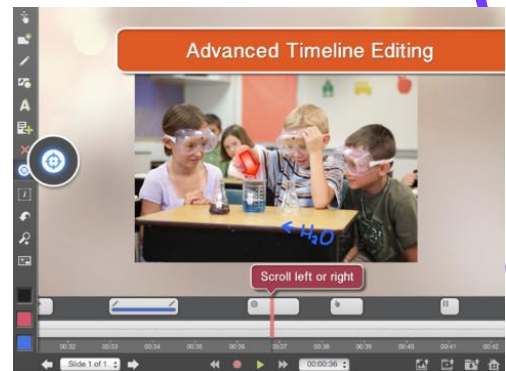 Advanced Timeline Editing
A
i
← H₂O
Scroll left or right
00:32 00:33 00:34 00:35 00:36 00:37 00:38 00:39 00:40 00:41 00:42
Slide 1 of 1
00:00:36